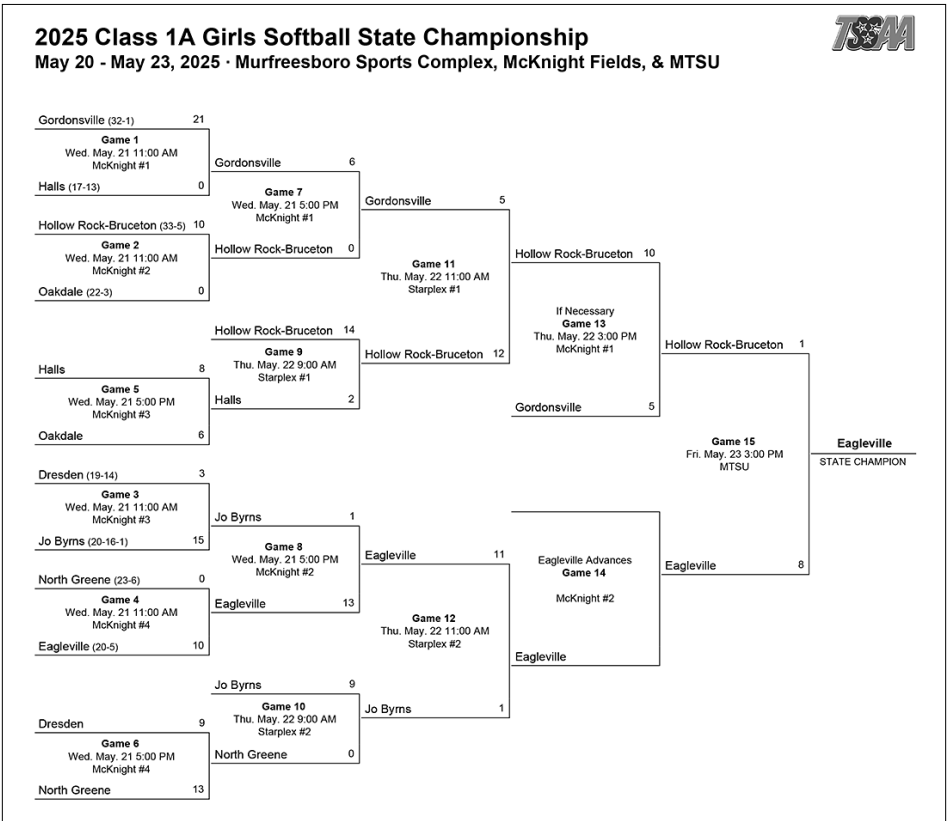 2025 Class 1A Girls Softball State Championship
TSSAA
May 20 - May 23, 2025 · Murfreesboro Sports Complex, McKnight Fields, & MTSU
Gordonsville (32-1) 21
Game 1
Wed. May. 21 11:00 AM
McKnight #1
Halls (17-13) 0
Hollow Rock-Bruceton (33-5) 10
Game 2
Wed. May. 21 11:00 AM
McKnight #2
Oakdale (22-3) 0
Halls 8
Game 5
Wed. May. 21 5:00 PM
McKnight #3
Oakdale 6
Dresden (19-14) 3
Game 3
Wed. May. 21 11:00 AM
McKnight #3
Jo Byrns (20-16-1) 15
North Greene (23-6) 0
Game 4
Wed. May. 21 11:00 AM
McKnight #4
Eagleville (20-5) 10
Dresden 9
Game 6
Wed. May. 21 5:00 PM
McKnight #4
North Greene 13
Gordonsville 6
Game 7
Wed. May. 21 5:00 PM
McKnight #1
Hollow Rock-Bruceton 0
Hollow Rock-Bruceton 14
Game 9
Thu. May. 22 9:00 AM
Starplex #1
Halls 2
Jo Byrns 1
Game 8
Wed. May. 21 5:00 PM
McKnight #2
Eagleville 13
Jo Byrns 9
Game 10
Thu. May. 22 9:00 AM
Starplex #2
North Greene 0
Gordonsville 5
Game 11
Thu. May. 22 11:00 AM
Starplex #1
Hollow Rock-Bruceton 12
Eagleville 11
Game 12
Thu. May. 22 11:00 AM
Starplex #2
Jo Byrns 1
Hollow Rock-Bruceton 10
If Necessary
Game 13
Thu. May. 22 3:00 PM
McKnight #1
Gordonsville 5
Eagleville Advances
Game 14
McKnight #2
Eagleville
Hollow Rock-Bruceton 1
Game 15
Fri. May. 23 3:00 PM
MTSU
Eagleville 8
Eagleville
STATE CHAMPION